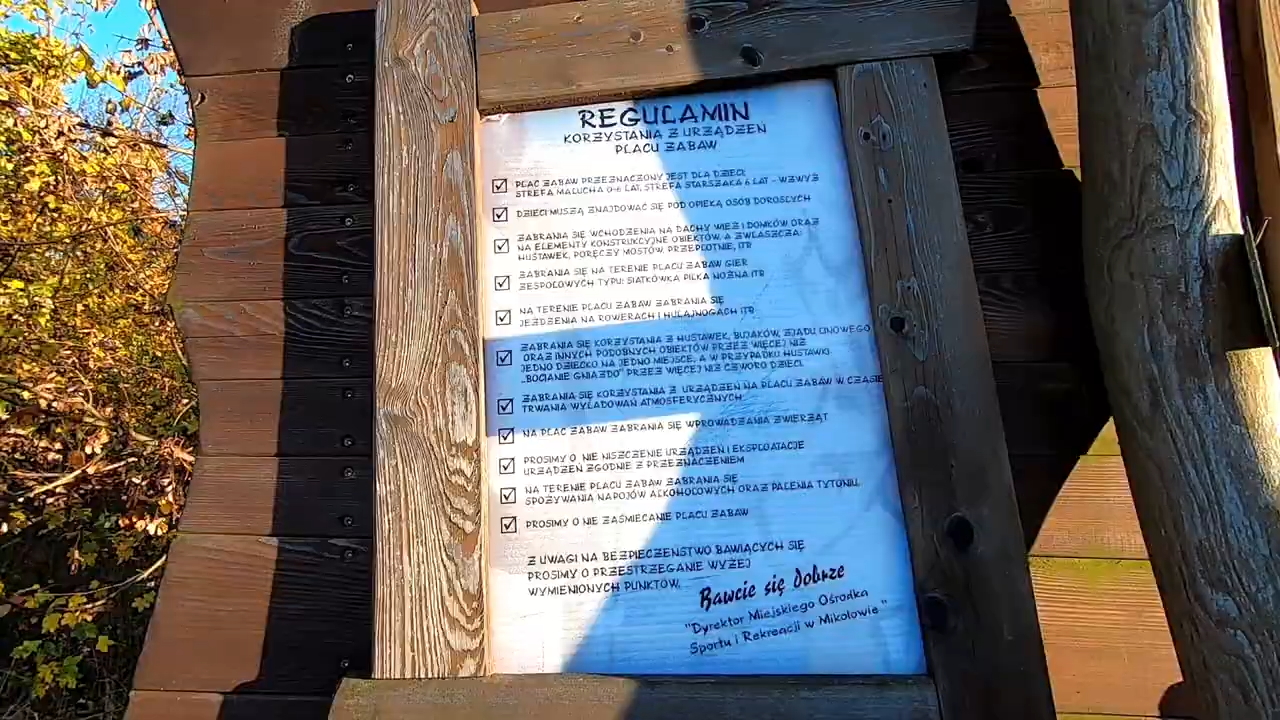 REGULAMIN
KORZYSTANIA Z URZĄDZEŃ
PLACU ZABAW
PLAC ZABAW PRZEZNACZONY JEST DLA DZIECI:
STREFA MALUCHA 0-6 LAT, STREFA STARSZAKA 6 LAT - WZWYŻ
DZIECI MUSZĄ ZNAJDOWAĆ SIĘ POD OPIEKĄ OSÓB DOROSŁYCH
ZABRANIA SIĘ WCHODZENIA NA DACHY WIEŻ I DOMKÓW ORAZ
NA ELEMENTY KONSTRUKCYJNE OBIEKTÓW, A ZWŁASZCZA:
HUSTAWEK, PORĘCZY MOSTÓW, PRZEPLOTNIE, ITP.
ZABRANIA SIĘ NA TERENIE PLACU ZABAW GIER
ZESPOŁOWYCH TYPU: SIATKÓWKA PIŁKA NOŻNA ITP.
NA TERENIE PLACU ZABAW ZABRANIA SIĘ
JEŻDŻENIA NA ROWERACH I HULAJNOGACH ITP.
ZABRANIA SIĘ KORZYSTANIA Z HUSTAWEK, BUJAKÓW, ZJADU LINOWEGO
ORAZ INNYCH PODOBNYCH OBIEKTÓW PRZEZ WIĘCEJ NIŻ
JEDNO DZIECKO NA JEDNO MIEJSCE, A W PRZYPADKU HUSTAWKI
„BOCIANIE GNIAZDO" PRZEZ WIĘCEJ NIŻ CZWORO DZIECI.
ZABRANIA SIĘ KORZYSTANIA Z URZĄDZEŃ NA PLACU ZABAW W CZASIE
TRWANIA WYŁADOWAŃ ATMOSFERYCZNYCH
NA PLAC ZABAW ZABRANIA SIĘ WPROWADZANIA ZWIERZĄT
PROSIMY O NIE NISZCZENIE URZĄDZEŃ I EKSPLOATACJE
URZĄDZEŃ ZGODNIE Z PRZEZNACZENIEM
NA TERENIE PLACU ZABAW ZABRANIA SIĘ
SPOŻYWANIA NAPOJÓW ALKOHOLOWYCH ORAZ PALENIA TYTONIU.
PROSIMY O NIE ZAŚMIECANIE PLACU ZABAW
Z UWAGI NA BEZPIECZEŃSTWO BAWIĄCYCH SIĘ
PROSIMY O PRZESTRZEGANIE WYŻEJ
WYMIENIONYCH PUNKTÓW.
Bawcie się dobrze
"Dyrektor Miejskiego Ośrodka
Sportu i Rekreacji w Mikołowie"